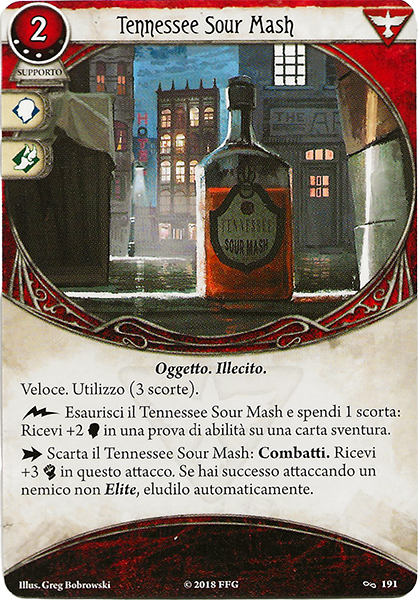 2
Tennessee Sour Mash
SUPPORTO
HOTEL
THE
TENNESSEE
SOUR MASH
Oggetto. Illecito.
Veloce. Utilizzo (3 scorte).
Esaurisci il Tennessee Sour Mash e spendi 1 scorta:
Ricevi +2 in una prova di abilità su una carta sventura.
Scarta il Tennessee Sour Mash: Combatti. Ricevi
+3 in questo attacco. Se hai successo attaccando un
nemico non Elite, eludilo automaticamente.
Illus. Greg Bobrowski
© 2018 FFG
191